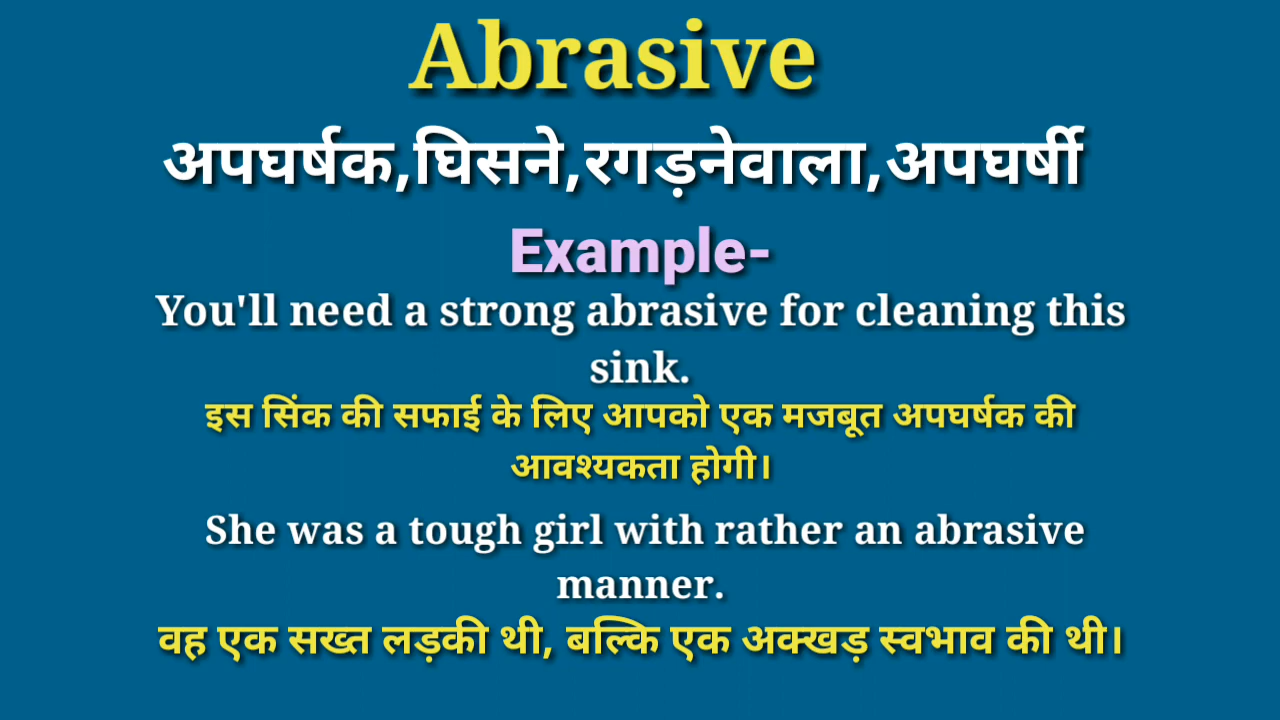 Abrasive
अपघर्षक,घिसने,रगड़नेवाला,अपघर्षी
Example-
You'll need a strong abrasive for cleaning this
sink.
इस सिंक की सफाई के लिए आपको एक मजबूत अपघर्षक की
आवश्यकता होगी।
She was a tough girl with rather an abrasive
manner.
वह एक सख्त लड़की थी, बल्कि एक अक्खड़ स्वभाव की थी।